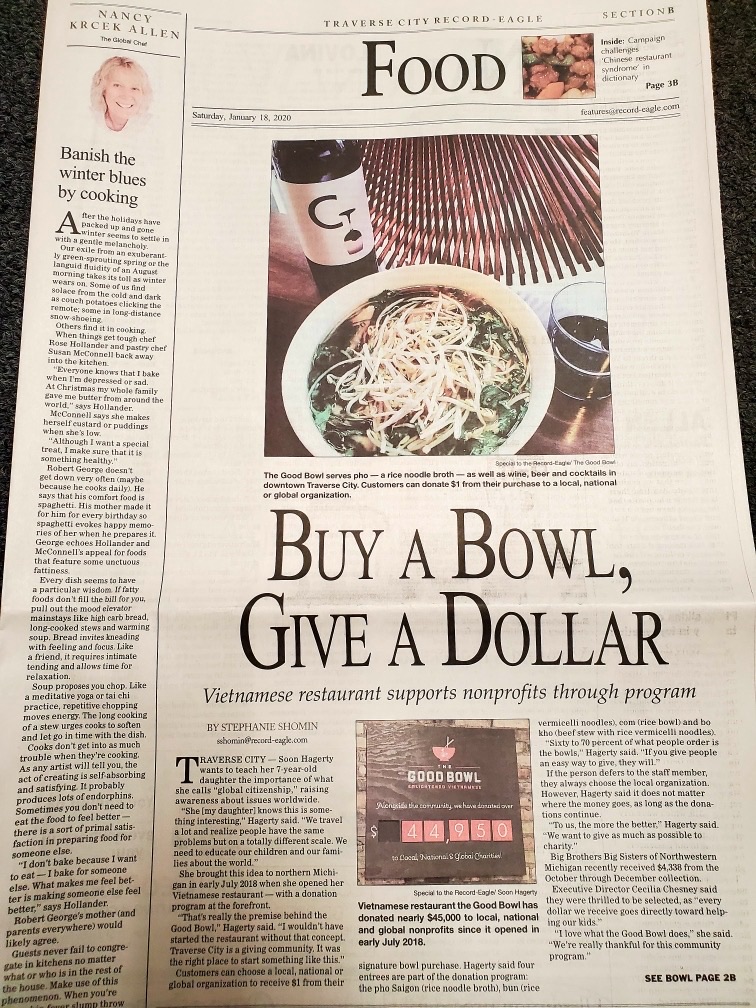 NANCY
KRCEK ALLEN
The Global Chef
Banish the
winter blues
by cooking
After the holidays have
packed up and gone
winter seems to settle in
with a gentle melancholy.
Our exile from an exuberant-
ly green-sprouting spring or the
languid fluidity of an August
morning takes its toll as winter
wears on. Some of us find
solace from the cold and dark
as couch potatoes clicking the
remote; some in long-distance
snow-shoeing.
Others find it in cooking.
When things get tough chef
Rose Hollander and pastry chef
Susan McConnell back away
into the kitchen.
"Everyone knows that I bake
when I'm depressed or sad.
At Christmas my whole family
gave me butter from around the
world," says Hollander.
McConnell says she makes
herself custard or puddings
when she's low.
"Although I want a special
treat, I make sure that it is
something healthy."
Robert George doesn't
get down very often (maybe
because he cooks daily). He
says that his comfort food is
spaghetti. His mother made it
for him for every birthday so
spaghetti evokes happy memo-
ries of her when he prepares it.
George echoes Hollander and
McConnell's appeal for foods
that feature some unctuous
fattiness.
Every dish seems to have
a particular wisdom. If fatty
foods don't fill the bill for you,
pull out the mood elevator
mainstays like high carb bread,
long-cooked stews and warming
soup. Bread invites kneading
with feeling and focus. Like
a friend, it requires intimate
tending and allows time for
relaxation.
Soup proposes you chop. Like
a meditative yoga or tai chi
practice, repetitive chopping
moves energy. The long cooking
of a stew urges cooks to soften
and let go in time with the dish.
Cooks don't get into much
trouble when they're cooking.
As any artist will tell you, the
act of creating is self-absorbing
and satisfying. It probably
produces lots of endorphins.
Sometimes you don't need to
eat the food to feel better —
there is a sort of primal satis-
faction in preparing food for
someone else.
"I don't bake because I want
to eat — I bake for someone
else. What makes me feel bet-
ter is making someone else feel
better," says Hollander.
Robert George's mother (and
parents everywhere) would
likely agree.
Guests never fail to congre-
gate in kitchens no matter
what or who is in the rest of
the house. Make use of this
phenomenon. When you're
slump throw
TRAVERSE CITY RECORD-EAGLE
SECTION B
FOOD
Inside: Campaign
challenges
'Chinese restaurant
syndrome' in
dictionary
Page 3B
Saturday, January 18, 2020
features@record-eagle.com
G
Special to the Record-Eagle/ The Good Bowl
The Good Bowl serves pho — a rice noodle broth — as well as wine, beer and cocktails in
downtown Traverse City. Customers can donate $1 from their purchase to a local, national
or global organization.
BUY A BOWL,
GIVE A DOLLAR
Vietnamese restaurant supports nonprofits through program
BY STEPHANIE SHOMIN
sshomin@record-eagle.com
TRAVERSE CITY — Soon Hagerty
wants to teach her 7-year-old
daughter the importance of what
she calls "global citizenship," raising
awareness about issues worldwide.
"She [my daughter] knows this is some-
thing interesting," Hagerty said. "We travel
a lot and realize people have the same
problems but on a totally different scale. We
need to educate our children and our fami-
lies about the world."
She brought this idea to northern Michi-
gan in early July 2018 when she opened her
Vietnamese restaurant — with a donation
program at the forefront.
"That's really the premise behind the
Good Bowl," Hagerty said. "I wouldn't have
started the restaurant without that concept.
Traverse City is a giving community. It was
the right place to start something like this."
Customers can choose a local, national or
global organization to receive $1 from their
THE
GOOD BOWL
ENLIGHTENED VIETNAMESE
Alongside the community, we have donated over
$ 44,950
to Local, National & Global Charities!
Special to the Record-Eagle/ Soon Hagerty
Vietnamese restaurant the Good Bowl has
donated nearly $45,000 to local, national
and global nonprofits since it opened in
early July 2018.
signature bowl purchase. Hagerty said four
entrees are part of the donation program:
the pho Saigon (rice noodle broth), bun (rice
vermicelli noodles), com (rice bowl) and bo
kho (beef stew with rice vermicelli noodles).
"Sixty to 70 percent of what people order is
the bowls," Hagerty said. "If you give people
an easy way to give, they will."
If the person defers to the staff member,
they always choose the local organization.
However, Hagerty said it does not matter
where the money goes, as long as the dona-
tions continue.
"To us, the more the better," Hagerty said.
"We want to give as much as possible to
charity."
Big Brothers Big Sisters of Northwestern
Michigan recently received $4,338 from the
October through December collection.
Executive Director Cecilia Chesney said
they were thrilled to be selected, as "every
dollar we receive goes directly toward help-
ing our kids."
"I love what the Good Bowl does," she said.
"We're really thankful for this community
program."
SEE BOWL PAGE 2B